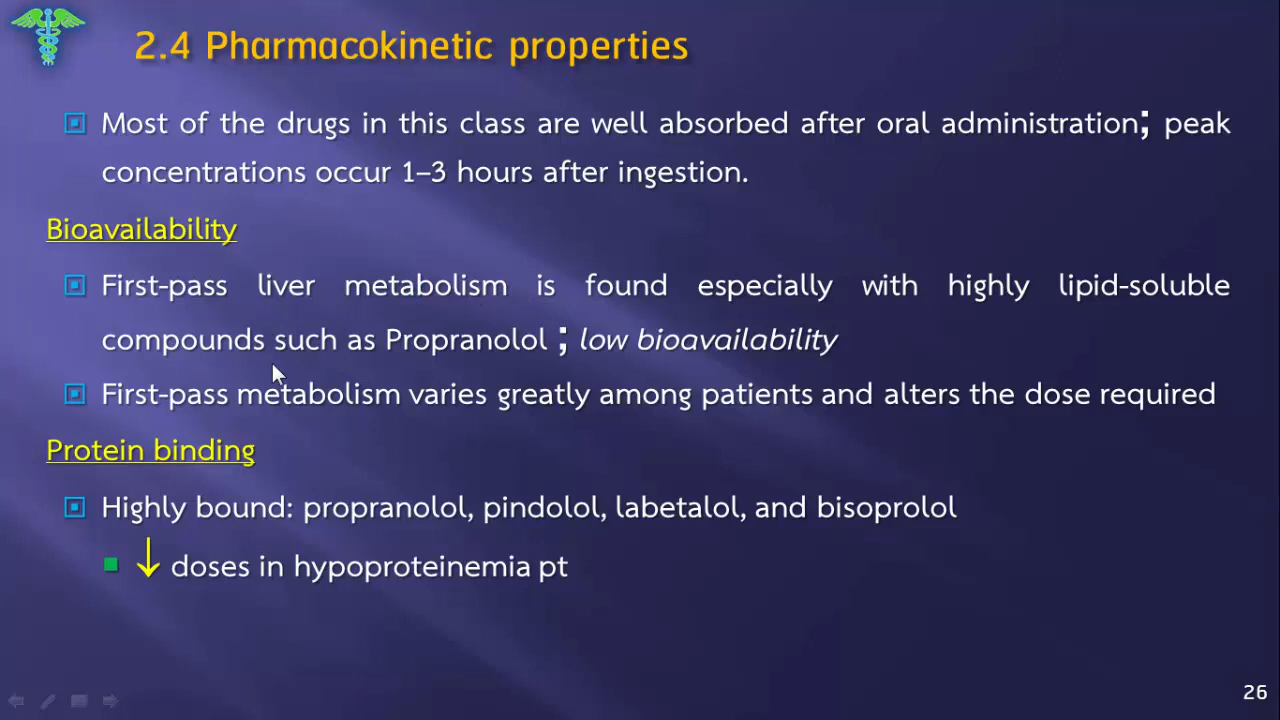 2.4 Pharmacokinetic properties
Most of the drugs in this class are well absorbed after oral administration; peak
concentrations occur 1–3 hours after ingestion.
Bioavailability
First-pass liver metabolism is found especially with highly lipid-soluble
compounds such as Propranolol ; low bioavailability
First-pass metabolism varies greatly among patients and alters the dose required
Protein binding
Highly bound: propranolol, pindolol, labetalol, and bisoprolol
↓ doses in hypoproteinemia pt
26